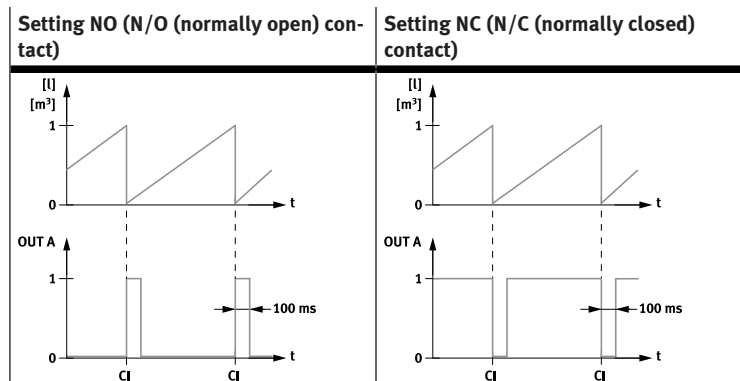 Setting NO (N/O (normally open) con-
tact)
[l]
[m³]
1
0
t
OUT A
1
100 ms
0
t
CI
CI
Setting NC (N/C (normally closed)
contact)
[l]
[m³]
1
0
t
OUT A
1
100 ms
0
t
CI
CI